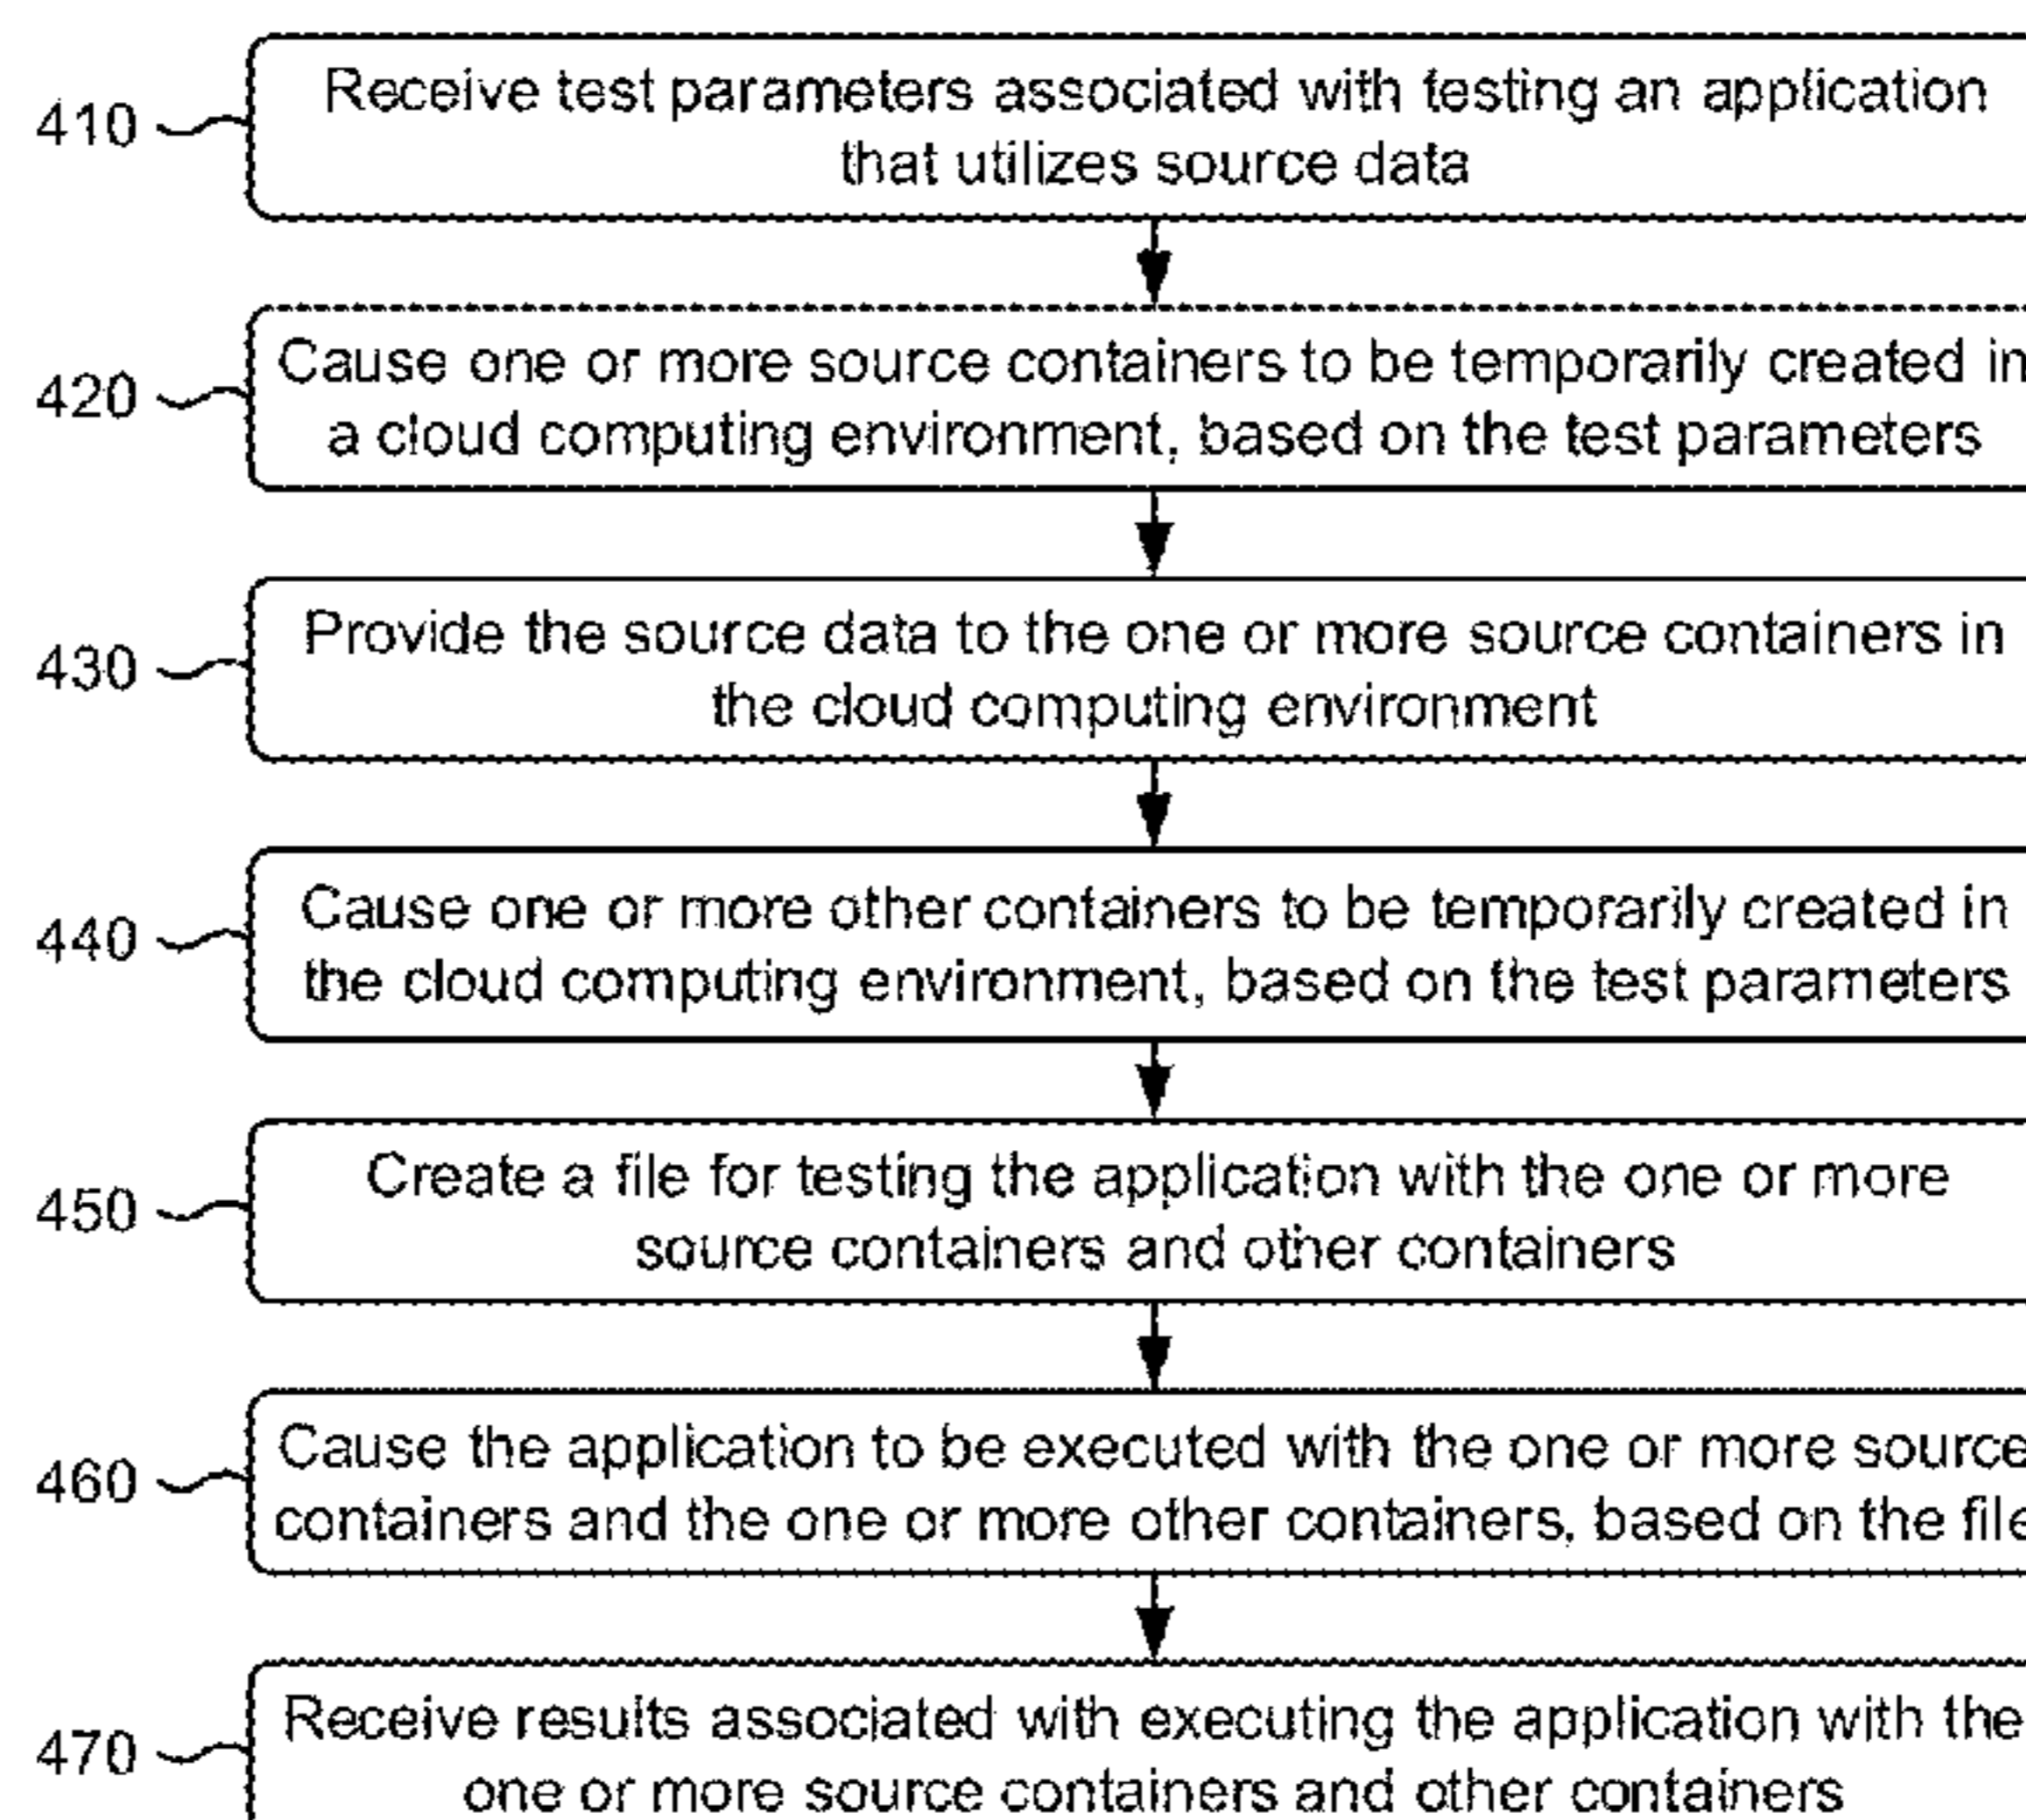 410
Receive test parameters associated with testing an application
that utilizes source data
420
Cause one or more source containers to be temporarily created in
a cloud computing environment, based on the test parameters
430
Provide the source data to the one or more source containers in
the cloud computing environment
440
Cause one or more other containers to be temporarily created in
the cloud computing environment, based on the test parameters
450
Create a file for testing the application with the one or more
source containers and other containers
460
Cause the application to be executed with the one or more source
containers and the one or more other containers, based on the file
470
Receive results associated with executing the application with the
one or more source containers and other containers